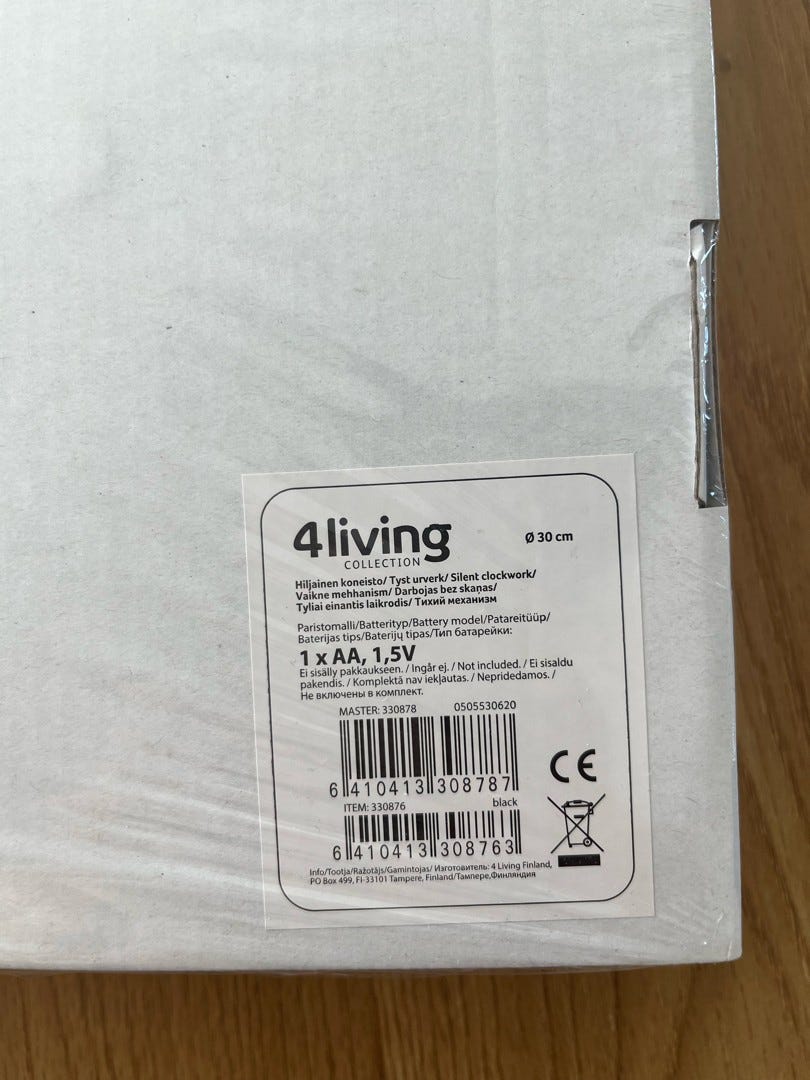 4living
COLLECTION
Ø 30 cm
Hiljainen koneisto/ Tyst urverk/ Silent clockwork/
Vaikne mehhanism/ Darbojas bez skaņas/
Tyliai einantis laikrodis/ Тихий механизм
Paristomalli/Batterityp/Battery model/Patareitüüp/
Baterijas tips/Baterijų tipas/Тип батарейки:
1 x AA, 1,5V
Ei sisälly pakkaukseen. / Ingår ej. / Not included. / Ei sisaldu
pakendis. / Komplektā nav iekļautas. / Nepridedamos. /
Не включены в комплект.
MASTER: 330878 0505530620
6 410413 308787
CE
ITEM: 330876 black
6 410413 308763
Info/Tootja/Ražotājs/Gamintojas/ Изготовитель: 4 Living Finland,
PO Box 499, FI-33101 Tampere, Finland/Тампере,Финляндия